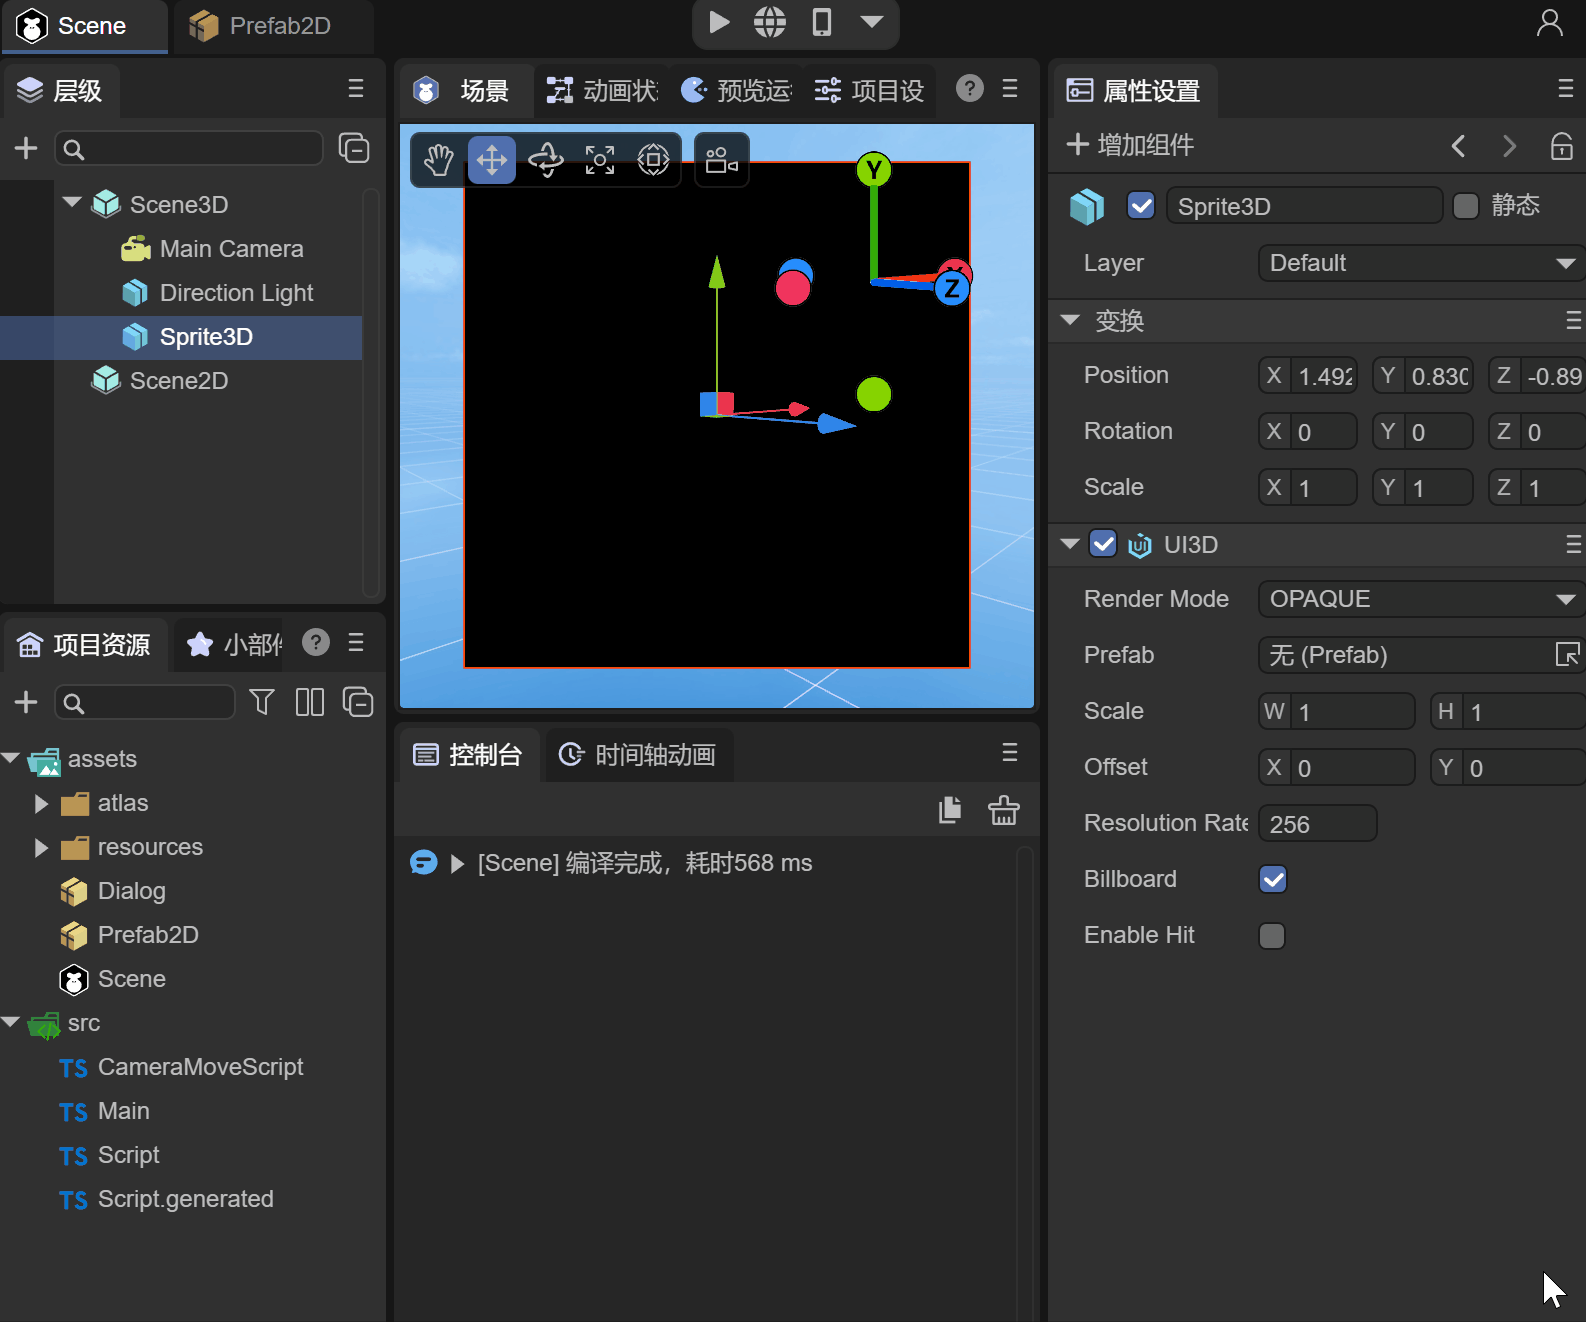 Scene
Prefab2D
层级
Scene3D
Main Camera
Direction Light
Sprite3D
Scene2D
项目资源
小部件
assets
atlas
resources
Dialog
Prefab2D
Scene
src
TS CameraMoveScript
TS Main
TS Script
TS Script.generated
场景
动画状
预览运
项目设
Y
X
Z
控制台
时间轴动画
[Scene] 编译完成，耗时568 ms
属性设置
增加组件
Sprite3D
静态
Layer Default
变换
Position X 1.492 Y 0.830 Z -0.89
Rotation X 0 Y 0 Z 0
Scale X 1 Y 1 Z 1
UI UI3D
Render Mode OPAQUE
Prefab 无 (Prefab)
Scale W 1 H 1
Offset X 0 Y 0
Resolution Rate 256
Billboard
Enable Hit